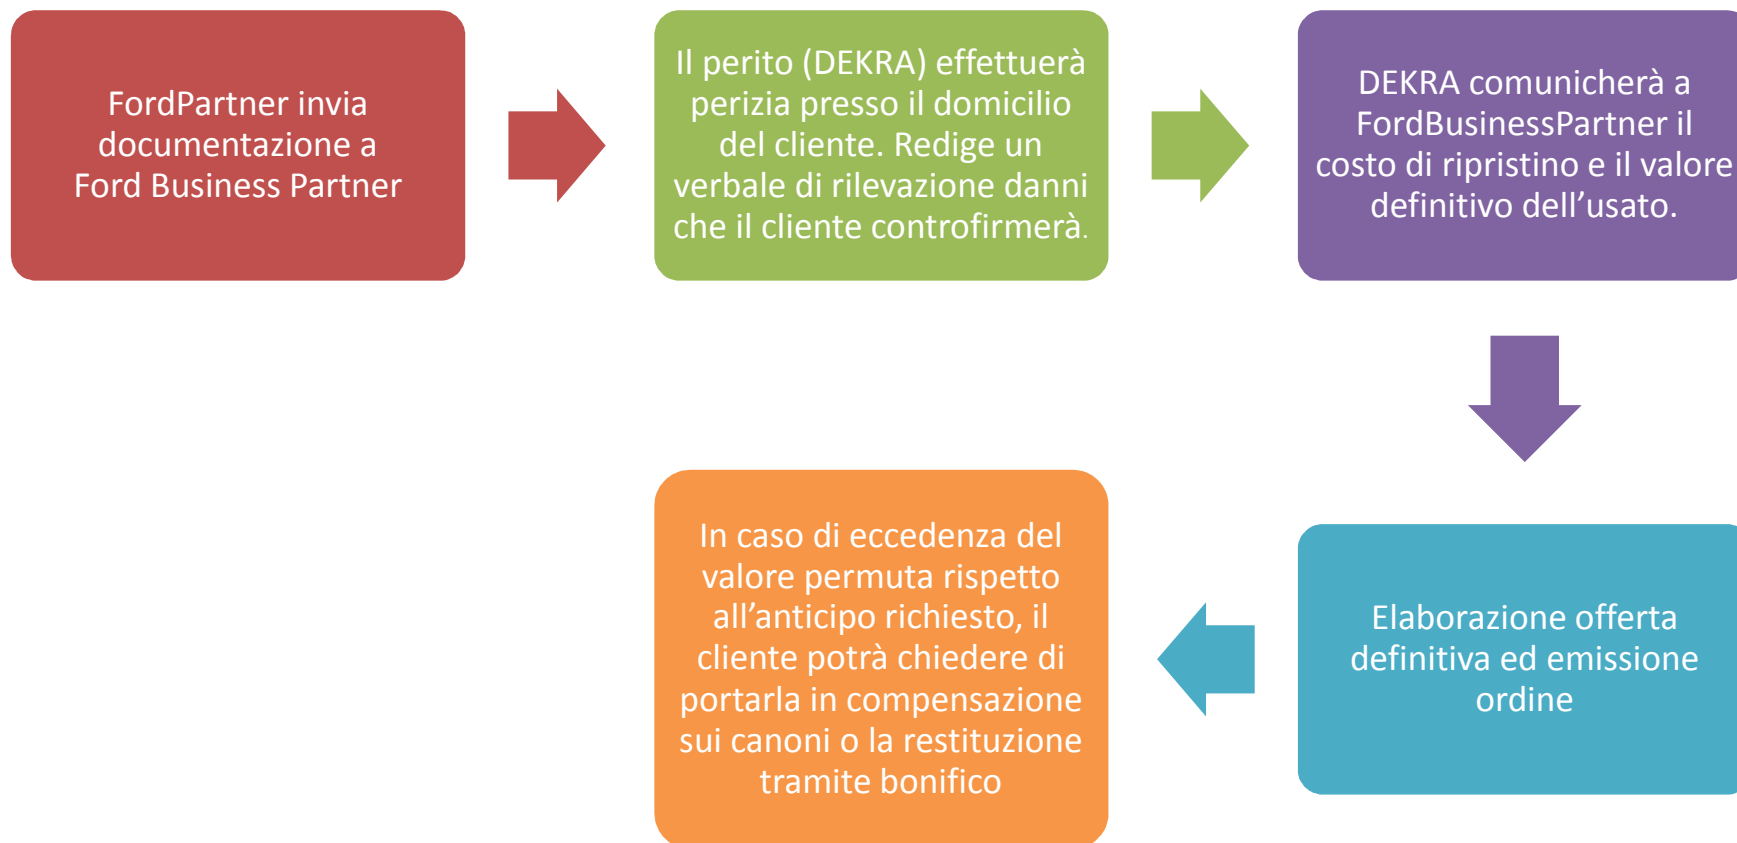 FordPartner invia
documentazione a
Ford Business Partner
Il perito (DEKRA) effettuerà
perizia presso il domicilio
del cliente. Redige un
verbale di rilevazione danni
che il cliente controfirmerà.
DEKRA comunicherà a
FordBusinessPartner il
costo di ripristino e il valore
definitivo dell’usato.
Elaborazione offerta
definitiva ed emissione
ordine
In caso di eccedenza del
valore permuta rispetto
all’anticipo richiesto, il
cliente potrà chiedere di
portarla in compensazione
sui canoni o la restituzione
tramite bonifico